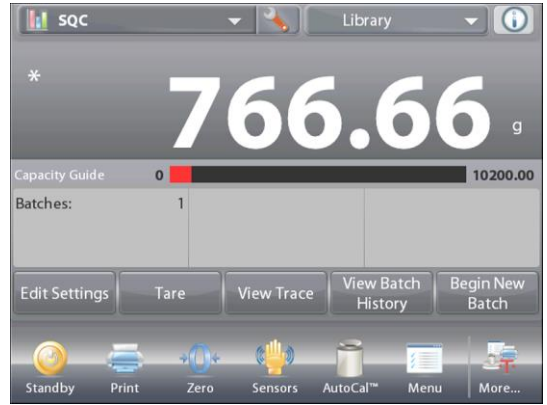 SQC Library
*
766.66 g
Capacity Guide 0 10200.00
Batches: 1
Edit Settings Tare View Trace View Batch History Begin New Batch
Standby Print Zero Sensors AutoCal™ Menu More...